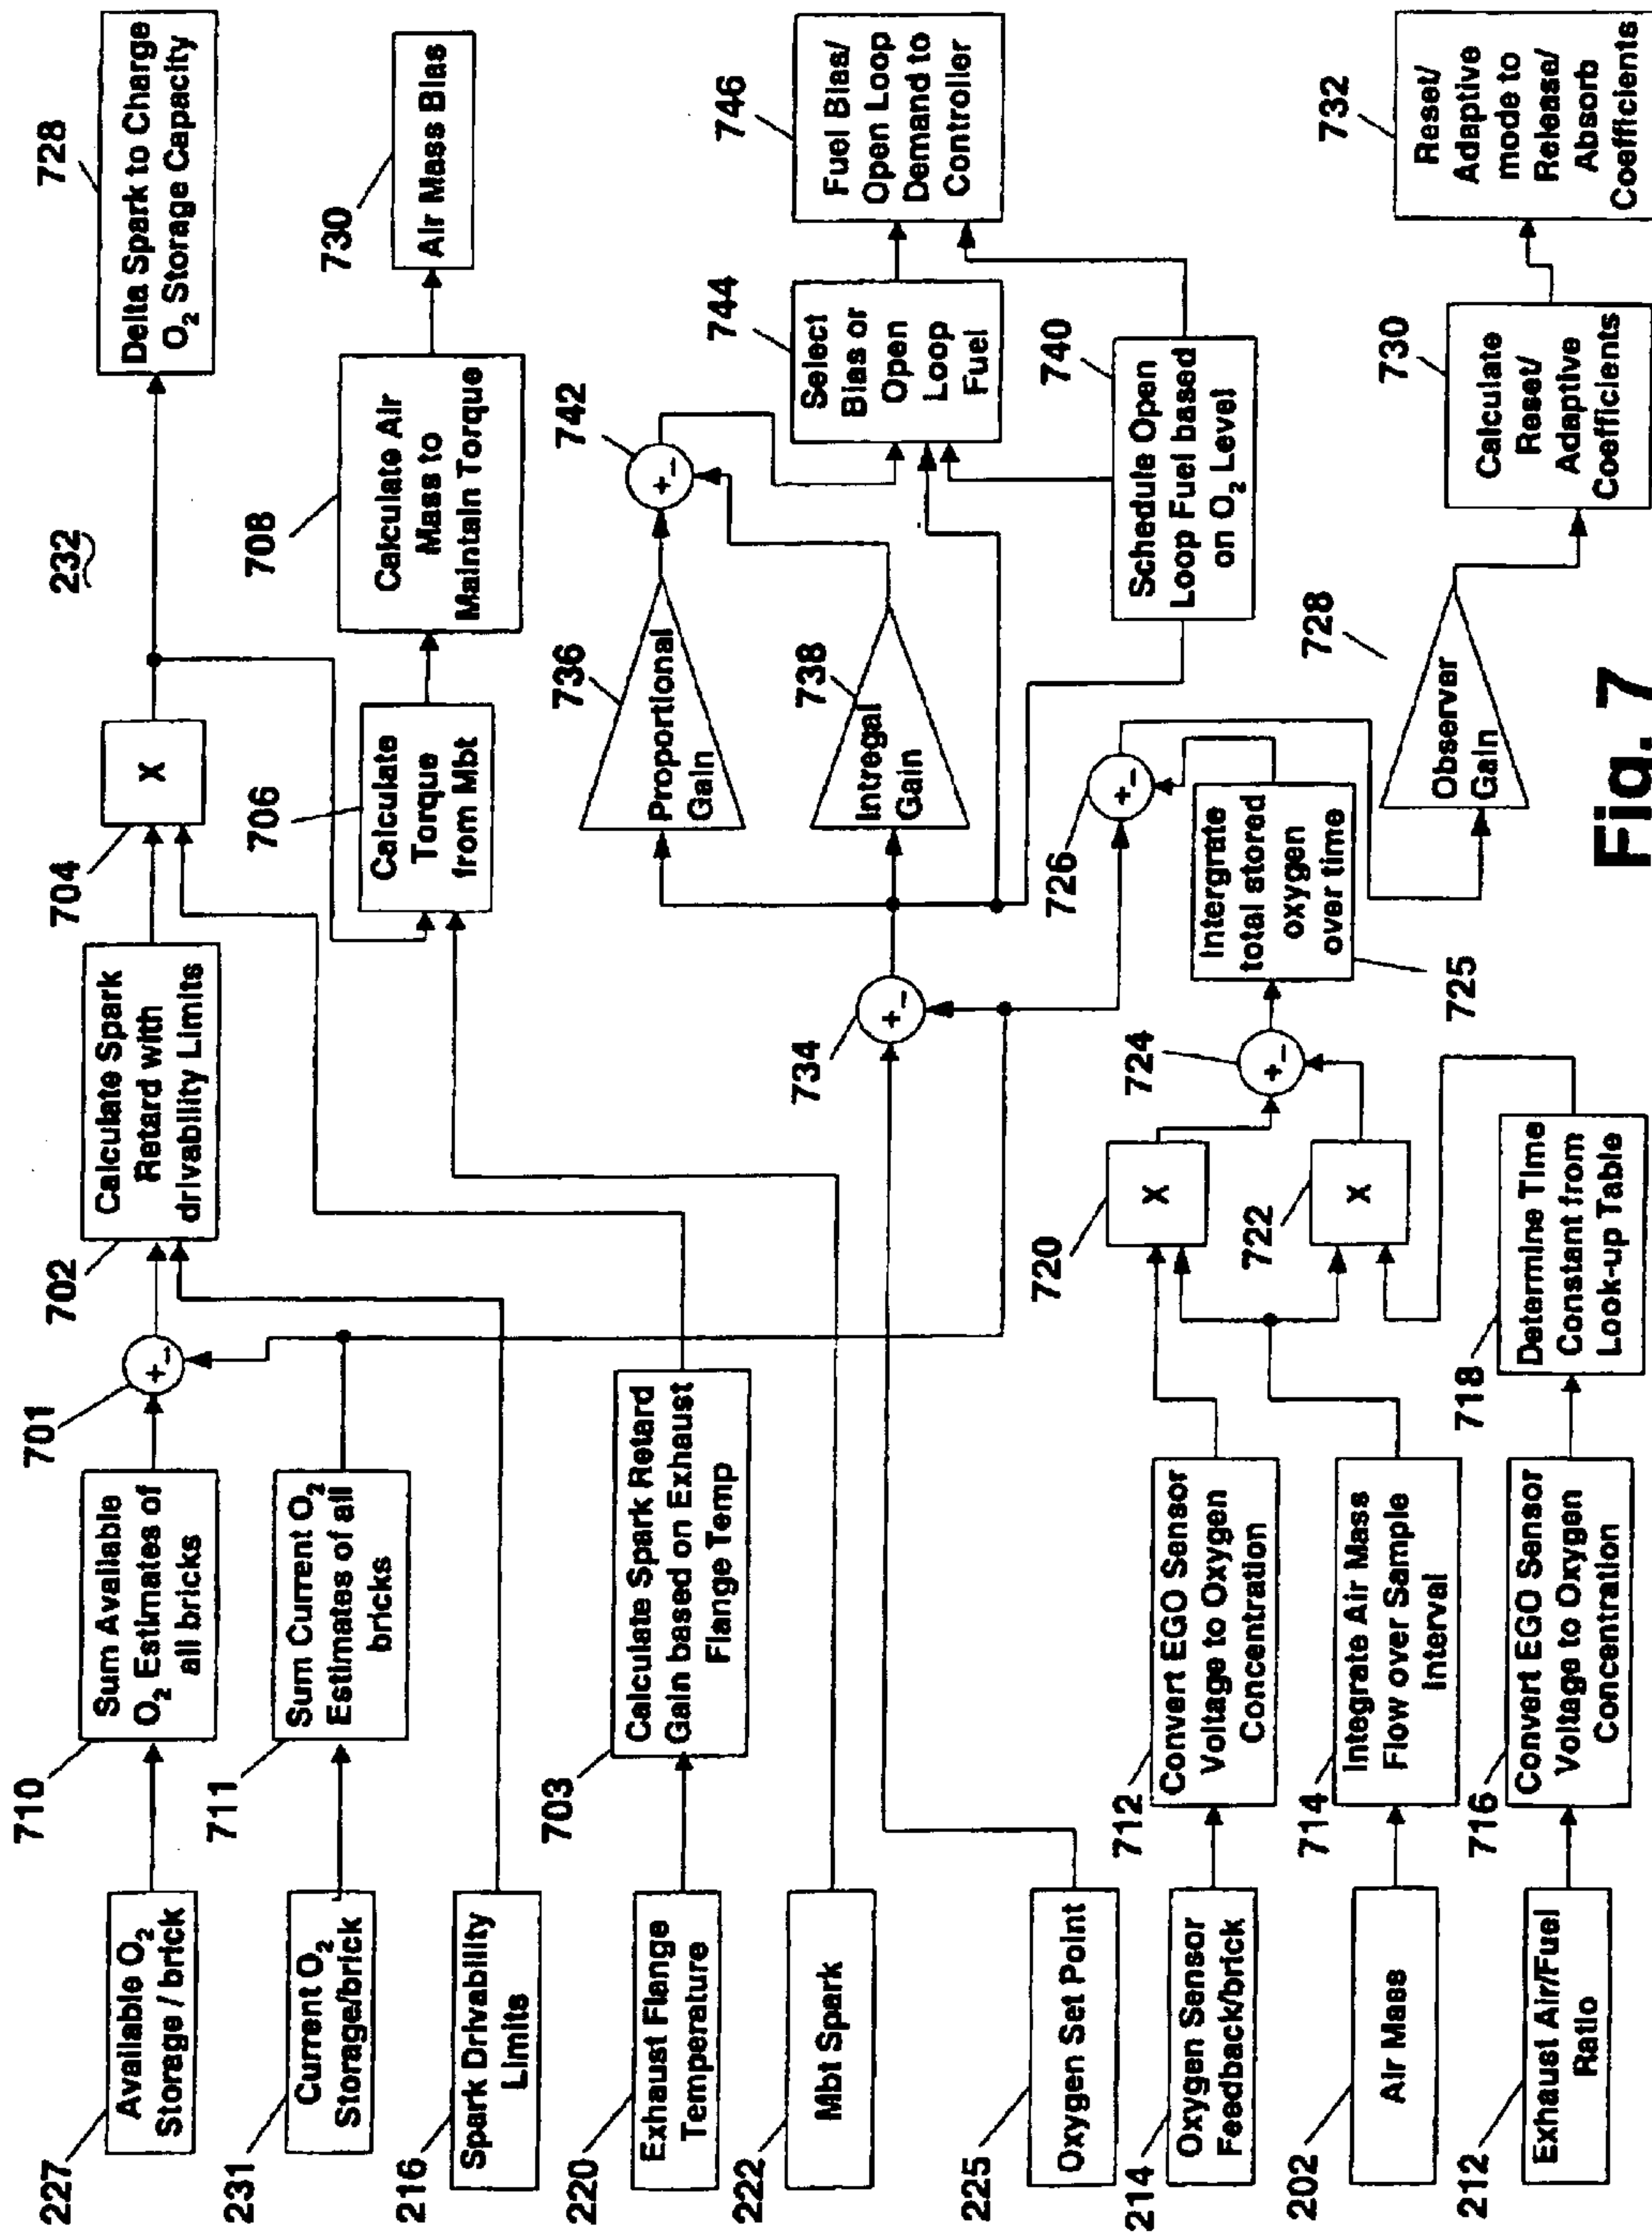 232
227
Available O₂
Storage / brick
710
Sum Available
O₂ Estimates of
all bricks
701
+
-
702
Calculate Spark
Retard with
drivability Limits
704
X
728
Delta Spark to Charge
O₂ Storage Capacity
231
Current O₂
Storage/brick
711
Sum Current O₂
Estimates of all
bricks
216
Spark Drivability
Limits
706
Calculate
Torque
from Mbt
708
Calculate Air
Mass to
Maintain Torque
730
Air Mass Bias
220
Exhaust Flange
Temperature
703
Calculate Spark Retard
Gain based on Exhaust
Flange Temp
222
Mbt Spark
736
Proportional
Gain
742
+
-
738
Intregal
Gain
744
Select
Bias or
Open
Loop
Fuel
746
Fuel Bias/
Open Loop
Demand to
Controller
225
Oxygen Set Point
734
+
-
740
Schedule Open
Loop Fuel based
on O₂ Level
214
Oxygen Sensor
Feedback/brick
712
Convert EGO Sensor
Voltage to Oxygen
Concentration
720
X
724
+
-
726
+
-
Intergrate
total stored
oxygen
over time
725
202
Air Mass
714
Integrate Air Mass
Flow over Sample
Interval
722
X
728
Observer
Gain
730
Calculate
Reset/
Adaptive
Coefficients
732
Reset/
Adaptive
mode to
Release/
Absorb
Coefficients
212
Exhaust Air/Fuel
Ratio
716
Convert EGO Sensor
Voltage to Oxygen
Concentration
718
Determine Time
Constant from
Look-up Table
Fig. 7